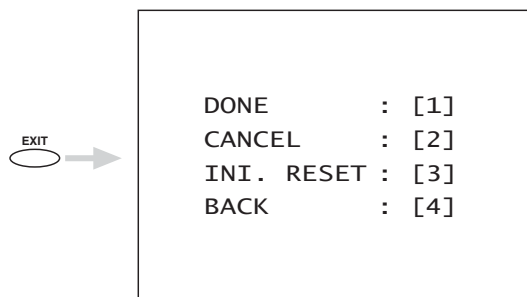 EXIT
DONE : [1]
CANCEL : [2]
INI. RESET : [3]
BACK : [4]